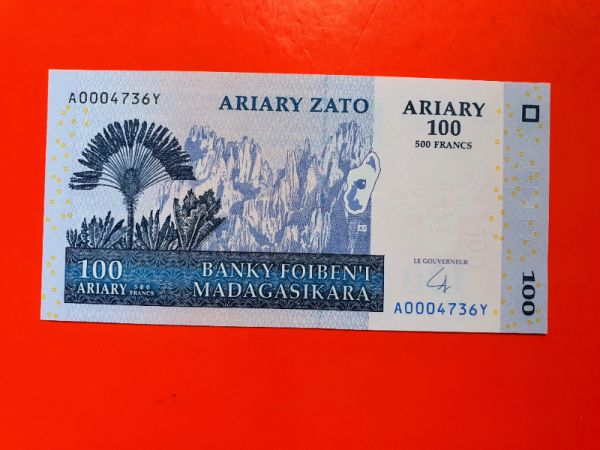 A0004736Y
ARIARY ZATO
ARIARY
100
500 FRANCS
LE GOUVERNEUR
100
ARIARY 500 FRANCS
BANKY FOIBEN'I
MADAGASIKARA
A0004736Y
100